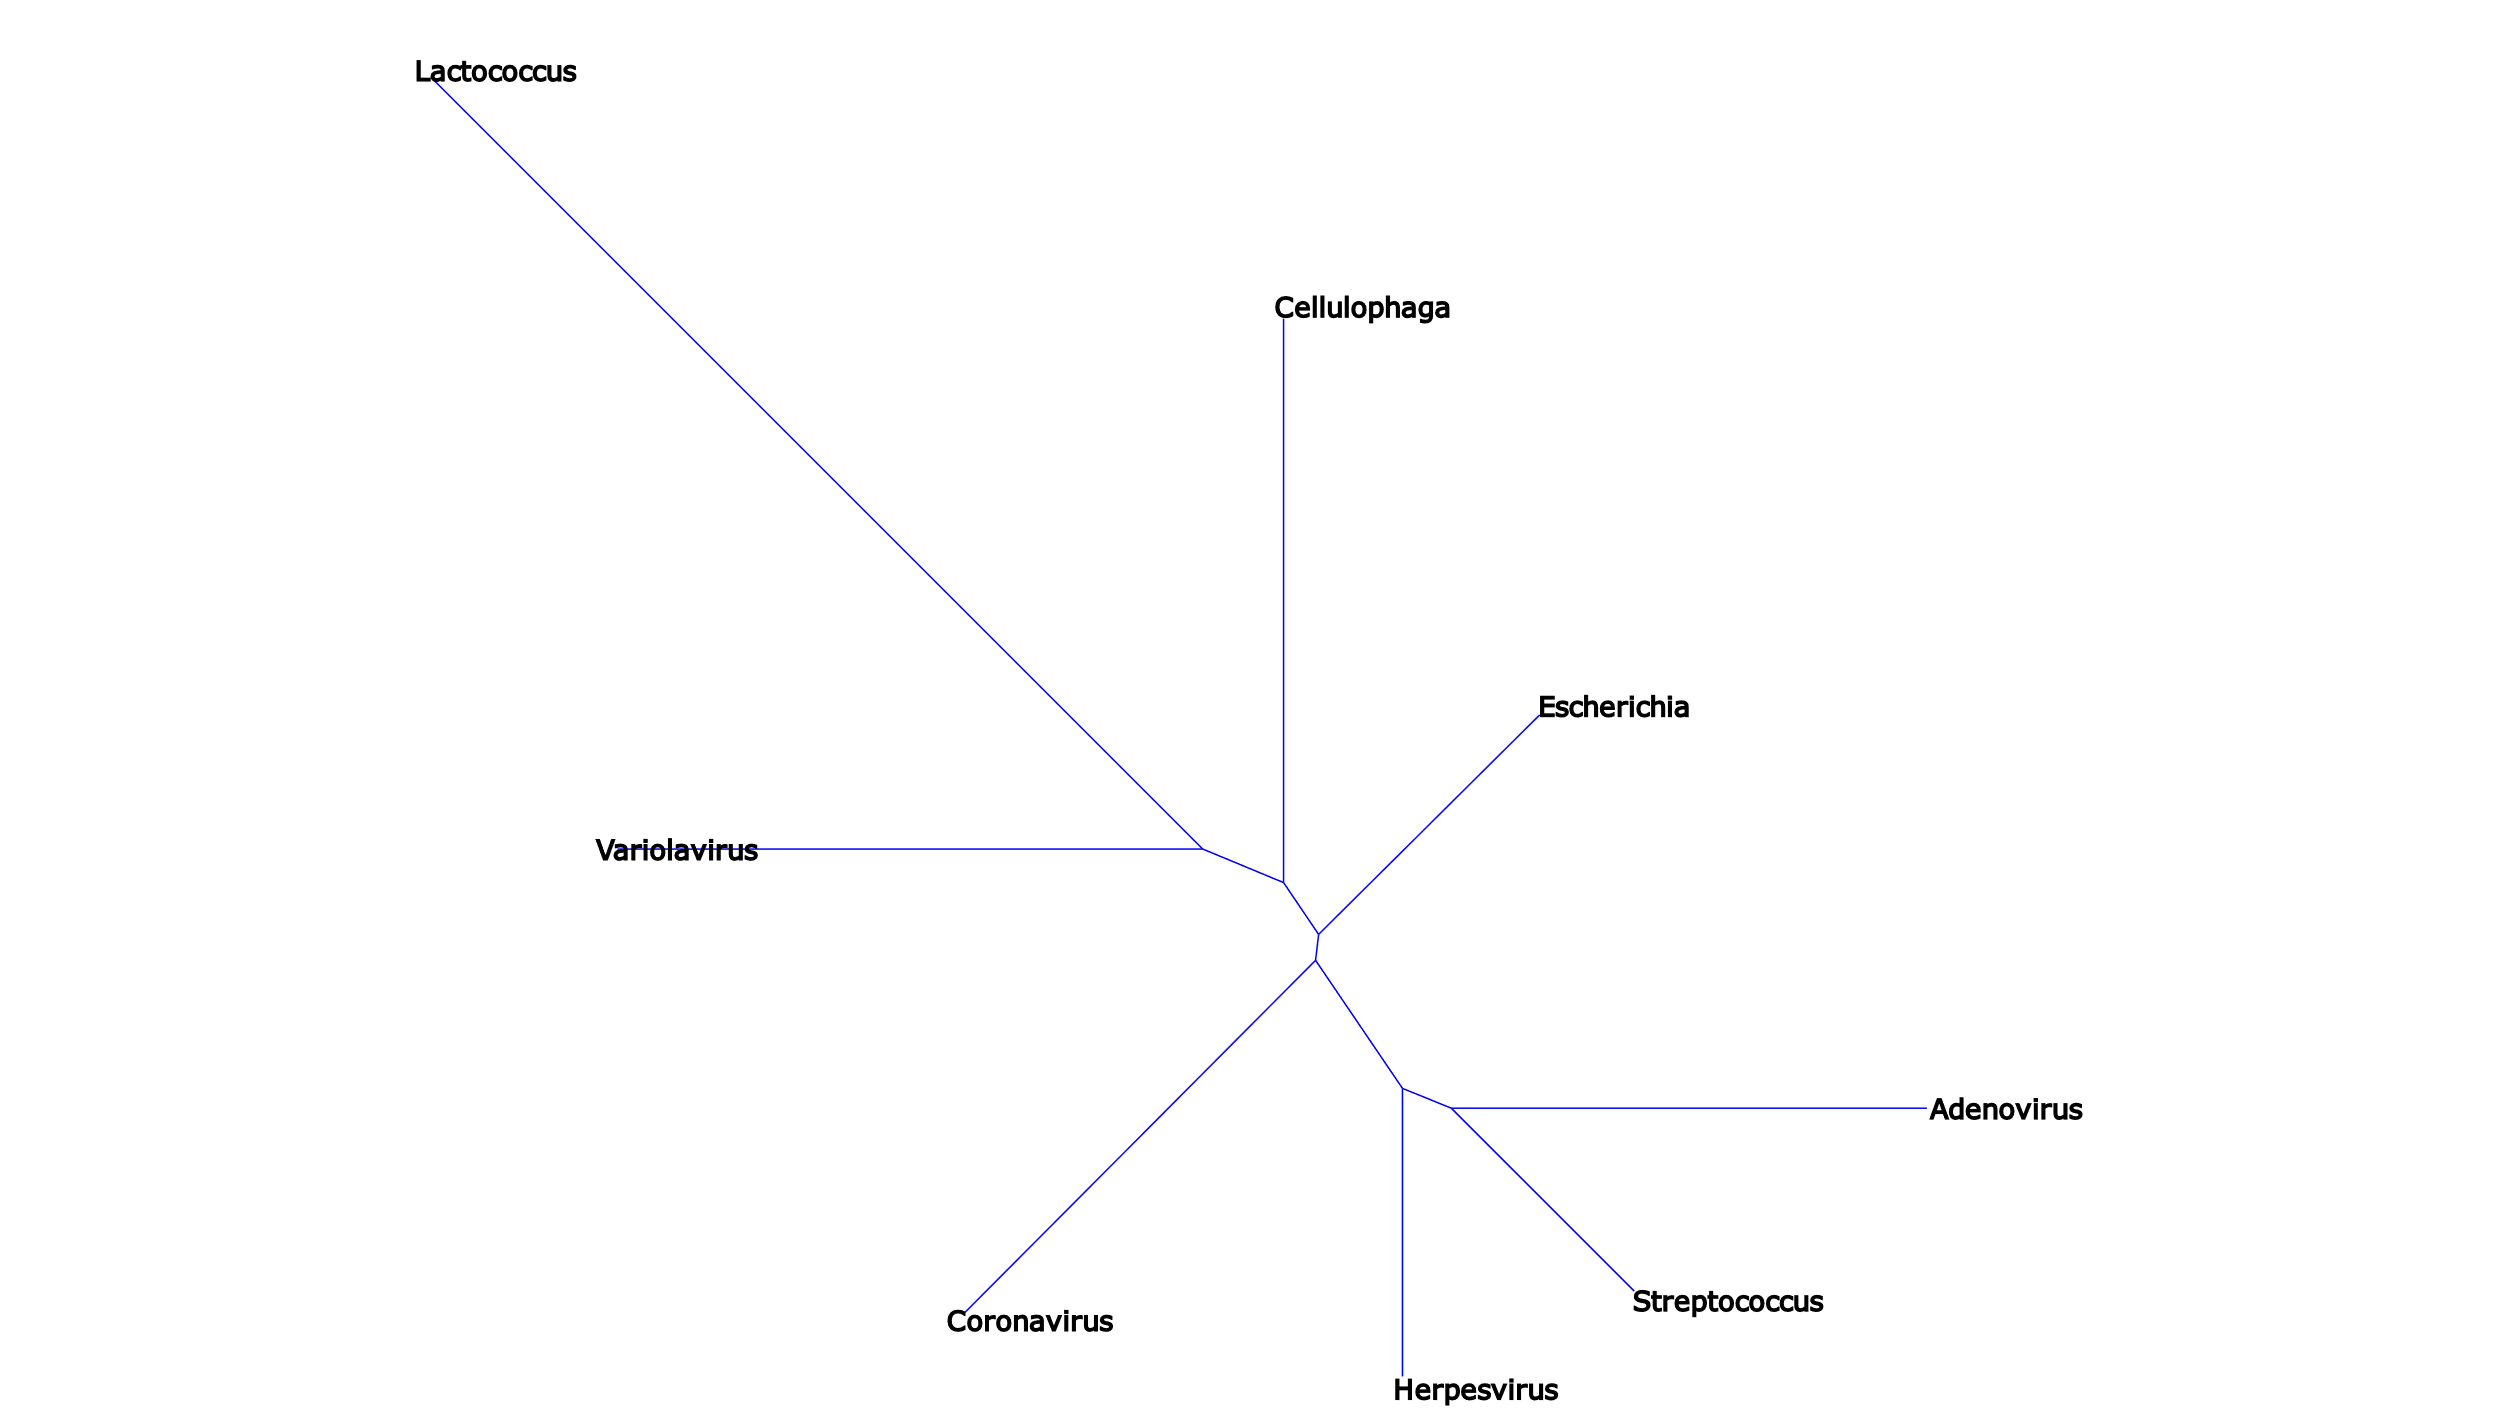 Lactococcus
Cellulophaga
Escherichia
Variolavirus
Adenovirus
Streptococcus
Coronavirus
Herpesvirus